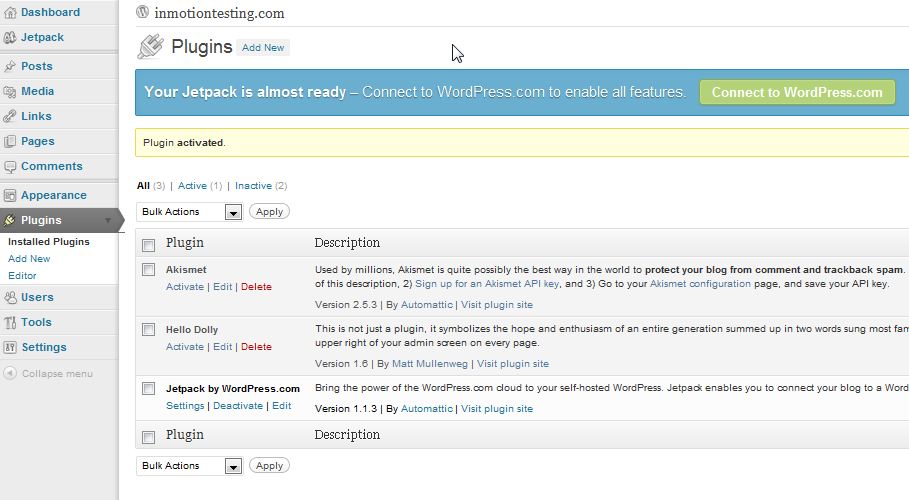 Dashboard
Jetpack
Posts
Media
Links
Pages
Comments
Appearance
Plugins
Installed Plugins
Add New
Editor
Users
Tools
Settings
Collapse menu
inmotiontesting.com
Plugins Add New
Your Jetpack is almost ready – Connect to WordPress.com to enable all features. Connect to WordPress.com
Plugin activated.
All (3) | Active (1) | Inactive (2)
Bulk Actions Apply
Plugin Description
Akismet Used by millions, Akismet is quite possibly the best way in the world to protect your blog from comment and trackback spam.
Activate | Edit | Delete of this description, 2) Sign up for an Akismet API key, and 3) Go to your Akismet configuration page, and save your API key.
Version 2.5.3 | By Automattic | Visit plugin site
Hello Dolly This is not just a plugin, it symbolizes the hope and enthusiasm of an entire generation summed up in two words sung most fam
Activate | Edit | Delete upper right of your admin screen on every page.
Version 1.6 | By Matt Mullenweg | Visit plugin site
Jetpack by WordPress.com Bring the power of the WordPress.com cloud to your self-hosted WordPress. Jetpack enables you to connect your blog to a Word
Settings | Deactivate | Edit Version 1.1.3 | By Automattic | Visit plugin site
Plugin Description
Bulk Actions Apply